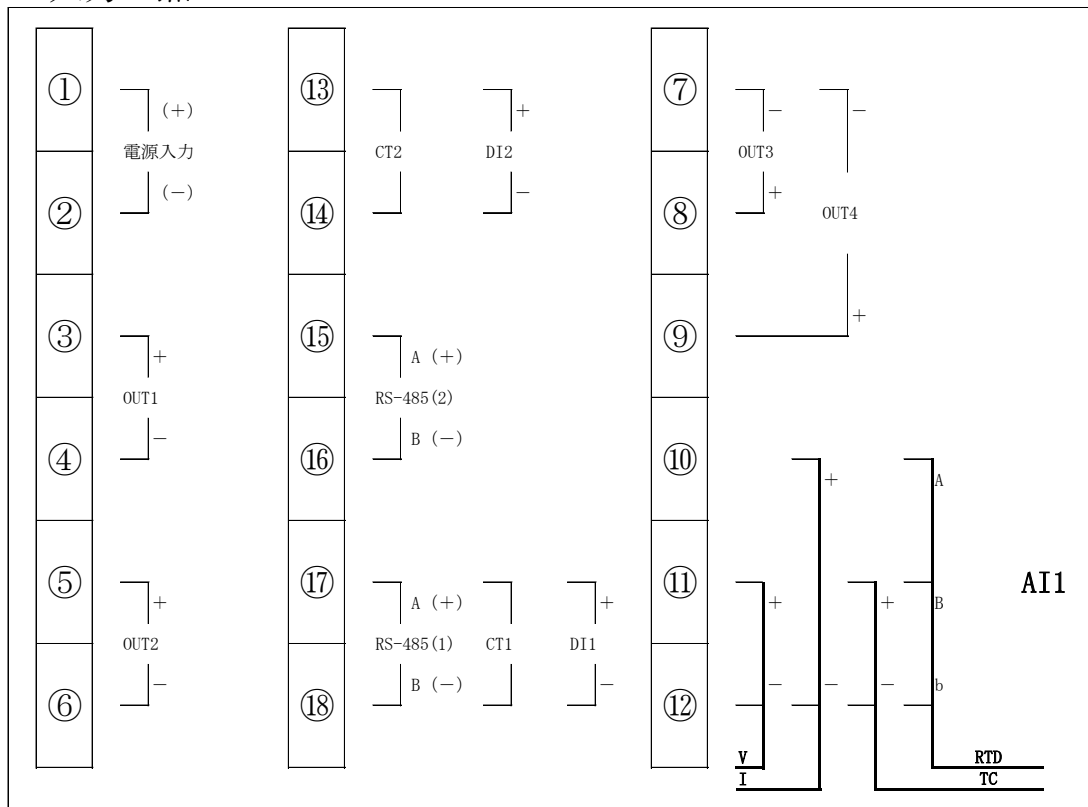 ①
②
③
④
⑤
⑥
(+)
電源入力
(−)
+
OUT1
−
+
OUT2
−
⑬
⑭
⑮
⑯
⑰
⑱
CT2
+
DI2
−
A (+)
RS-485(2)
B (−)
A (+)
RS-485(1)
B (−)
CT1
+
DI1
−
⑦
⑧
⑨
⑩
⑪
⑫
−
OUT3
+
−
OUT4
+
+
−
+
−
+
−
A
B
b
AI1
V
I
RTD
TC